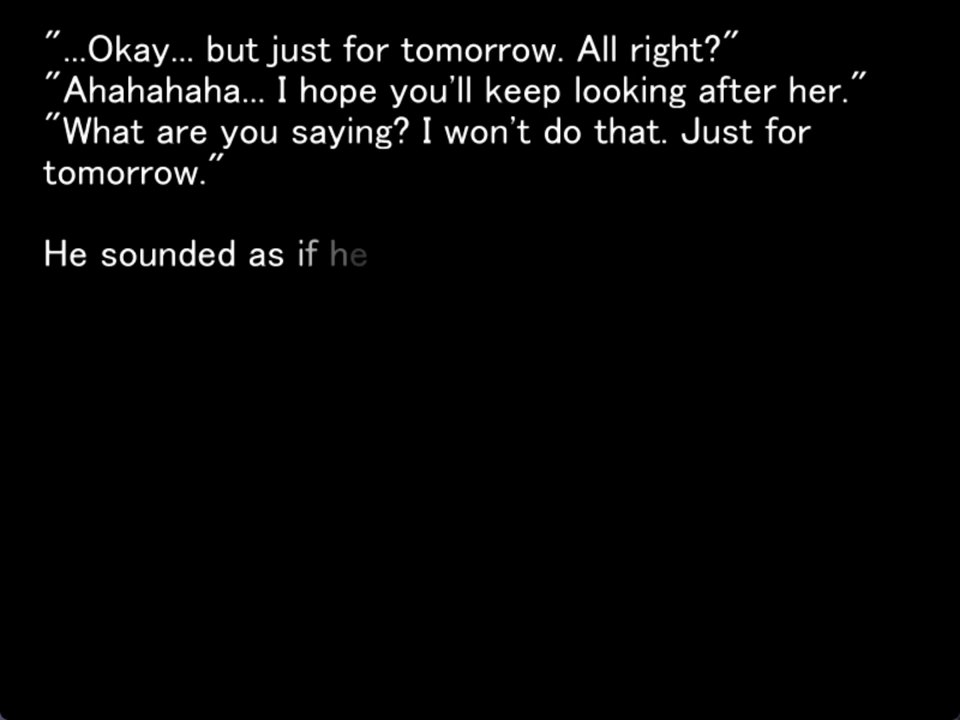 "...Okay... but just for tomorrow. All right?"
"Ahahahaha... I hope you'll keep looking after her."
"What are you saying? I won't do that. Just for
tomorrow."
He sounded as if he